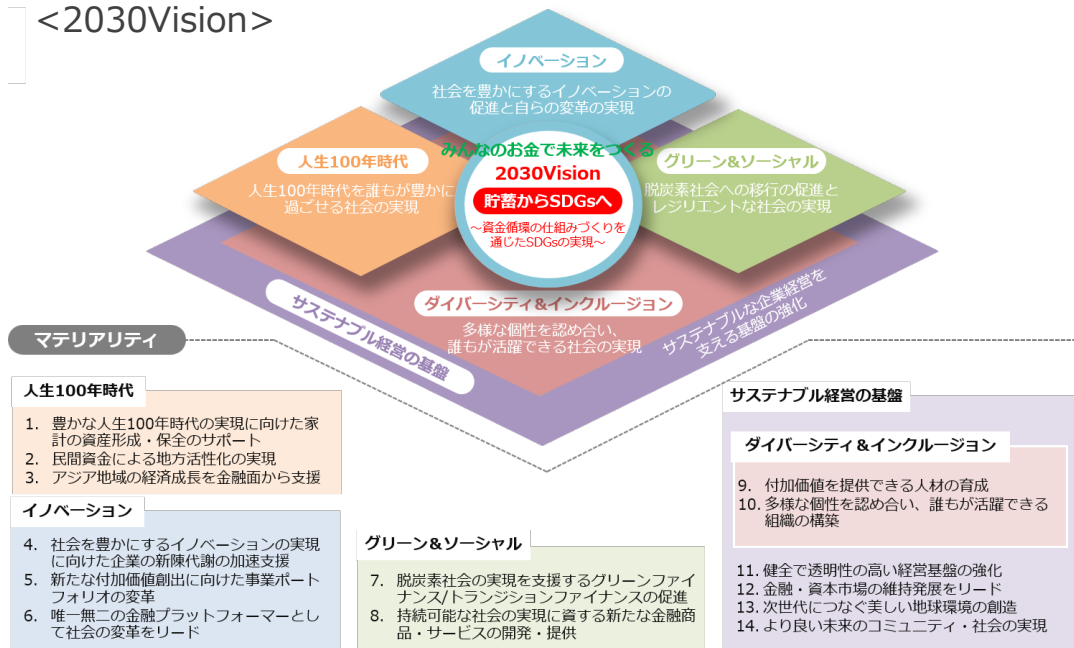 <2030Vision>
イノベーション
社会を豊かにするイノベーションの
促進と自らの変革の実現
人生100年時代
人生100年時代を誰もが豊かに
過ごせる社会の実現
みんなのお金で未来をつくる
2030Vision
貯蓄からSDGsへ
～資金循環の仕組みづくりを
通じたSDGsの実現～
グリーン&ソーシャル
脱炭素社会への移行の促進と
レジリエントな社会の実現
ダイバーシティ&インクルージョン
多様な個性を認め合い、
誰もが活躍できる社会の実現
サステナブル経営の基盤
サステナブルな企業経営を
支える基盤の強化
マテリアリティ
人生100年時代
1. 豊かな人生100年時代の実現に向けた家
計の資産形成・保全のサポート
2. 民間資金による地方活性化の実現
3. アジア地域の経済成長を金融面から支援
イノベーション
4. 社会を豊かにするイノベーションの実現
に向けた企業の新陳代謝の加速支援
5. 新たな付加価値創出に向けた事業ポート
フォリオの変革
6. 唯一無二の金融プラットフォーマーとし
て社会の変革をリード
グリーン&ソーシャル
7. 脱炭素社会の実現を支援するグリーンファイ
ナンス/トランジションファイナンスの促進
8. 持続可能な社会の実現に資する新たな金融商
品・サービスの開発・提供
サステナブル経営の基盤
ダイバーシティ&インクルージョン
9. 付加価値を提供できる人材の育成
10. 多様な個性を認め合い、誰もが活躍できる
組織の構築
11. 健全で透明性の高い経営基盤の強化
12. 金融・資本市場の維持発展をリード
13. 次世代につなぐ美しい地球環境の創造
14. より良い未来のコミュニティ・社会の実現